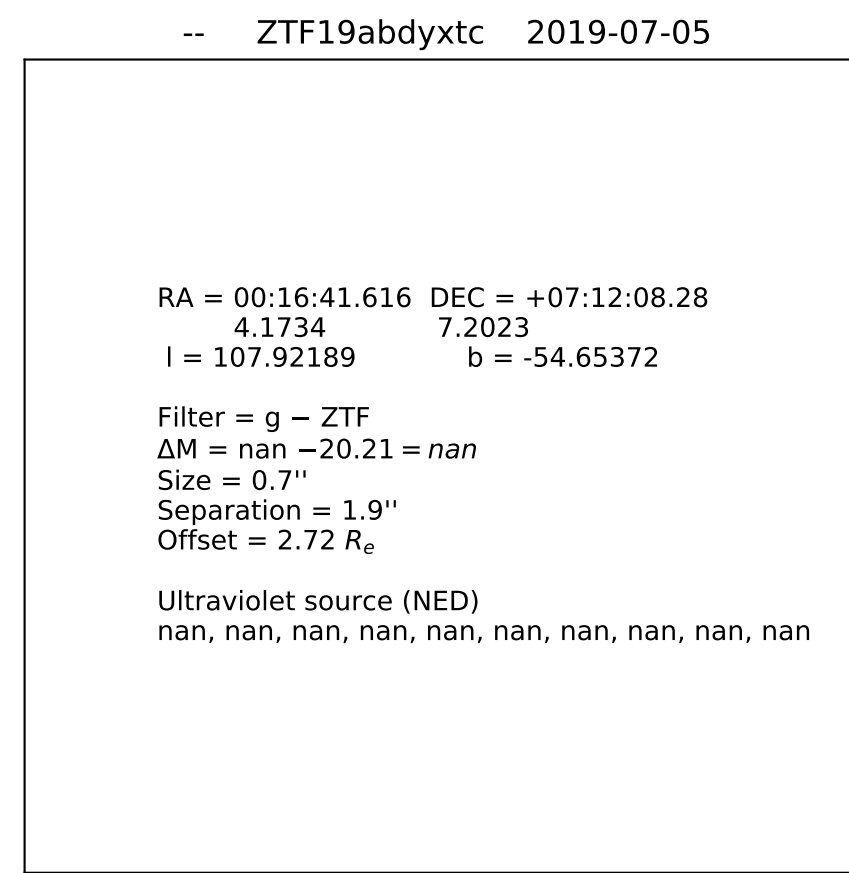 -- ZTF19abdyxtc 2019-07-05
RA = 00:16:41.616 DEC = +07:12:08.28
4.1734 7.2023
l = 107.92189 b = -54.65372
Filter = g − ZTF
ΔM = nan −20.21 = nan
Size = 0.7''
Separation = 1.9''
Offset = 2.72 Re
Ultraviolet source (NED)
nan, nan, nan, nan, nan, nan, nan, nan, nan, nan